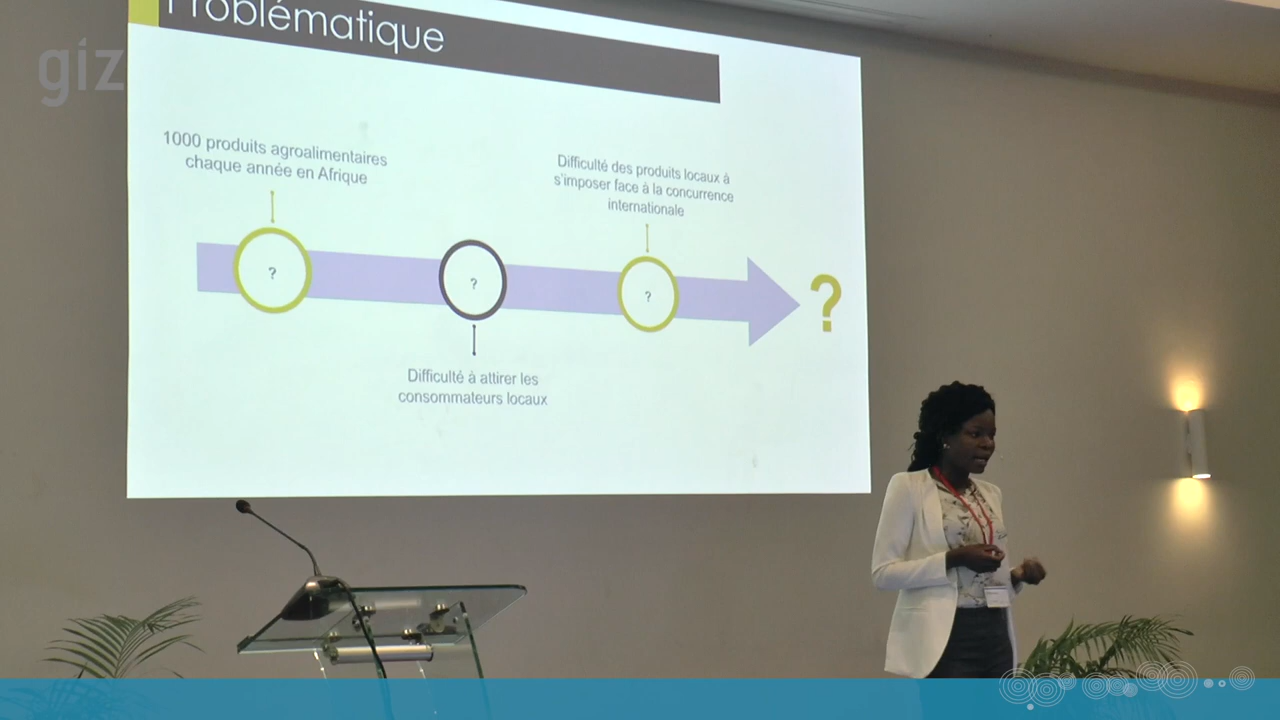 giz
Problématique
1000 produits agroalimentaires
chaque année en Afrique
Difficulté des produits locaux à
s'imposer face à la concurrence
internationale
?
?
?
?
Difficulté à attirer les
consommateurs locaux